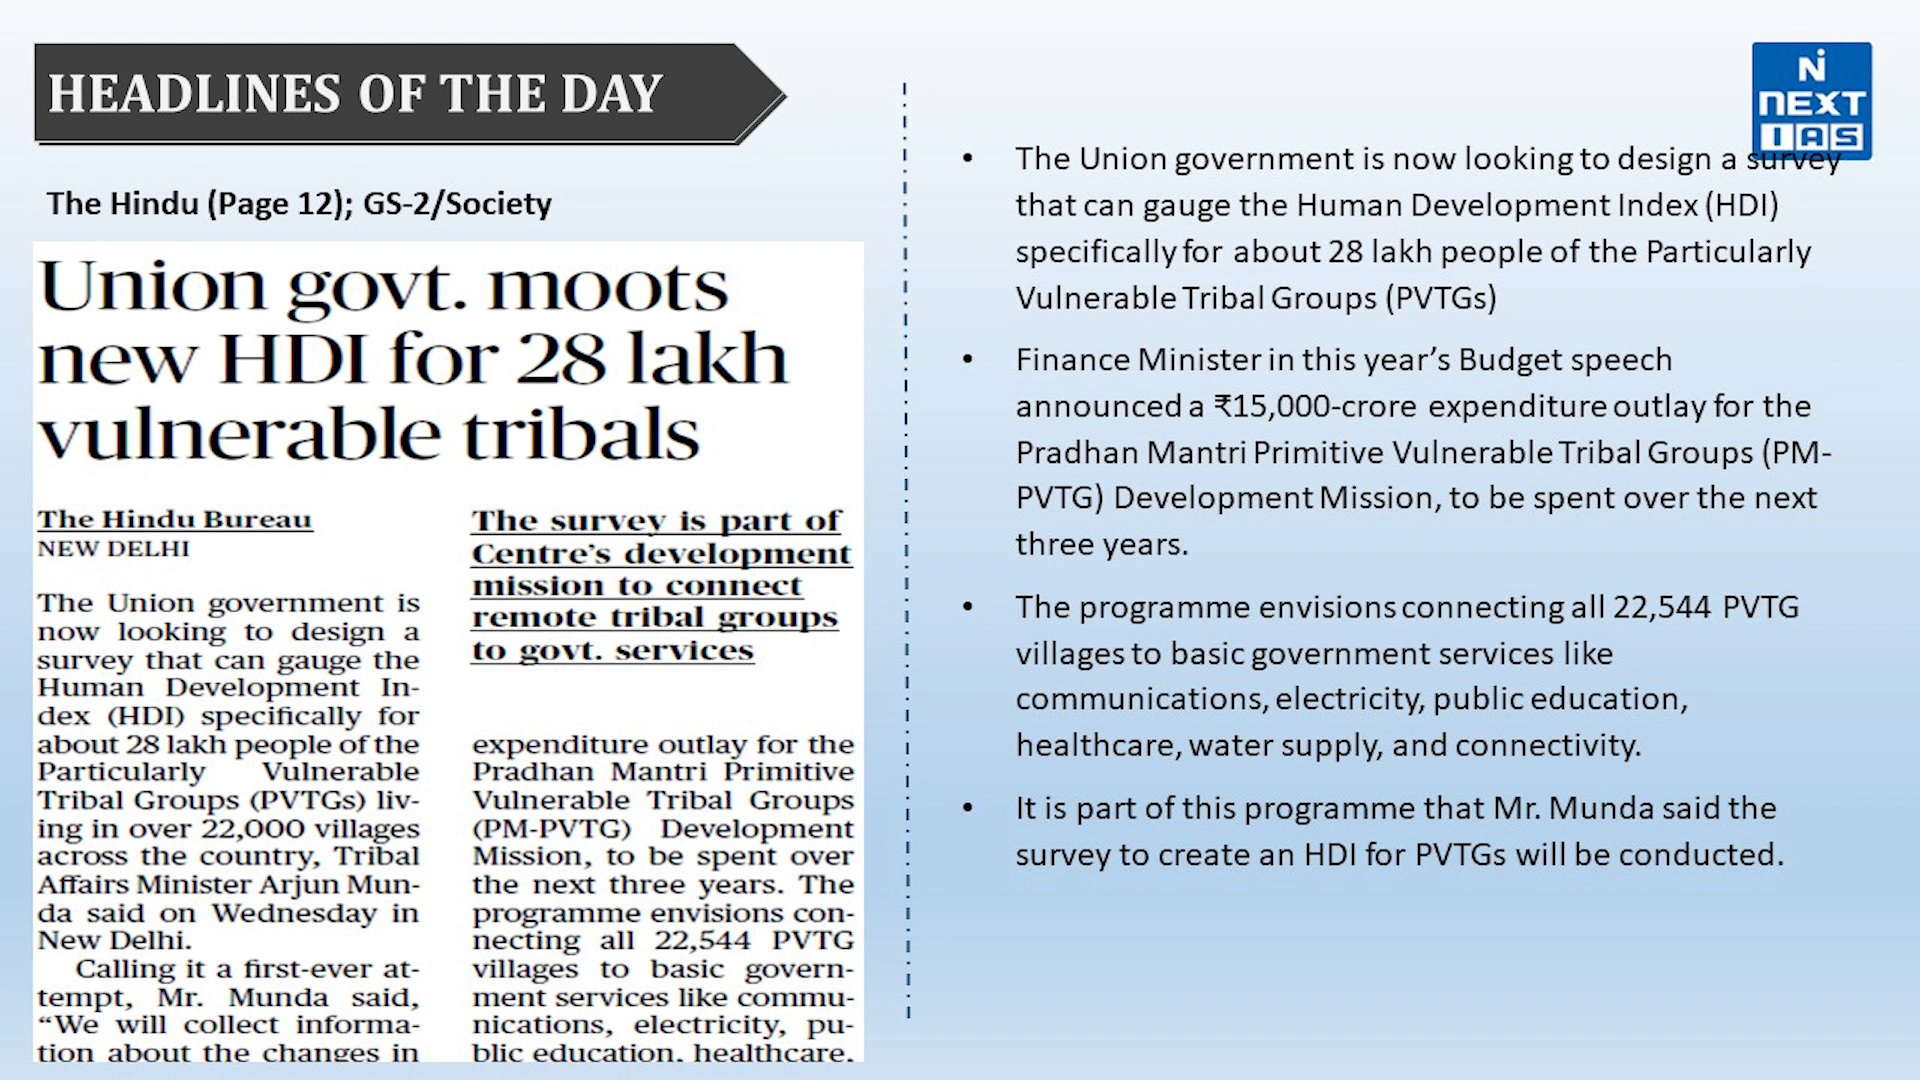 HEADLINES OF THE DAY
The Hindu (Page 12); GS-2/Society
Union govt. moots
new HDI for 28 lakh
vulnerable tribals
The Hindu Bureau
NEW DELHI
The Union government is
now looking to design a
survey that can gauge the
Human Development In-
dex (HDI) specifically for
about 28 lakh people of the
Particularly Vulnerable
Tribal Groups (PVTGs) liv-
ing in over 22,000 villages
across the country, Tribal
Affairs Minister Arjun Mun-
da said on Wednesday in
New Delhi.
Calling it a first-ever at-
tempt, Mr. Munda said,
“We will collect informa-
tion about the changes in
The survey is part of
Centre’s development
mission to connect
remote tribal groups
to govt. services
expenditure outlay for the
Pradhan Mantri Primitive
Vulnerable Tribal Groups
(PM-PVTG) Development
Mission, to be spent over
the next three years. The
programme envisions con-
necting all 22,544 PVTG
villages to basic govern-
ment services like commu-
nications, electricity, pu-
blic education, healthcare,
N
NEXT
IAS
• The Union government is now looking to design a survey
that can gauge the Human Development Index (HDI)
specifically for about 28 lakh people of the Particularly
Vulnerable Tribal Groups (PVTGs)
• Finance Minister in this year’s Budget speech
announced a ₹15,000-crore expenditure outlay for the
Pradhan Mantri Primitive Vulnerable Tribal Groups (PM-
PVTG) Development Mission, to be spent over the next
three years.
• The programme envisions connecting all 22,544 PVTG
villages to basic government services like
communications, electricity, public education,
healthcare, water supply, and connectivity.
• It is part of this programme that Mr. Munda said the
survey to create an HDI for PVTGs will be conducted.